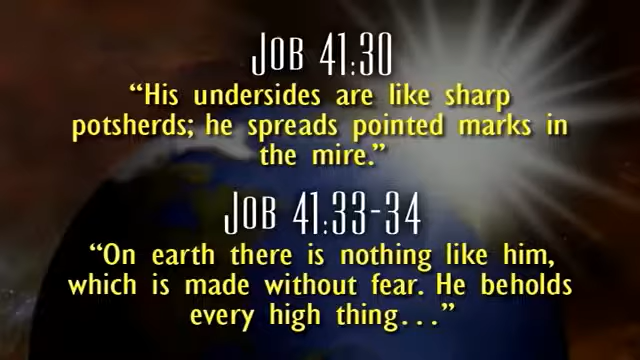 JOB 41:30
“His undersides are like sharp
potsherds; he spreads pointed marks in
the mire.”
JOB 41:33-34
“On earth there is nothing like him,
which is made without fear. He beholds
every high thing...”